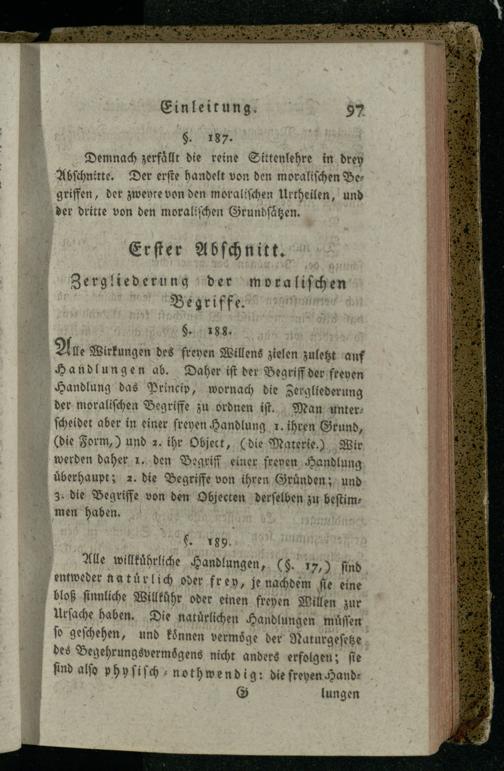 Einleitung. 97
§. 187.
Demnach zerfällt die reine Sittenlehre in drey
Abschnitte. Der erste handelt von den moralischen Be-
griffen, der zweyte von den moralischen Urtheilen, und
der dritte von den moralischen Grundsätzen.
Erster Abschnitt.
Zergliederung der moralischen
Begriffe.
§. 188.
Alle Wirkungen des freyen Willens zielen zuletzt auf
Handlungen ab. Daher ist der Begriff der freyen
Handlung das Princip, wornach die Zergliederung
der moralischen Begriffe zu ordnen ist. Man unter-
scheidet aber in einer freyen Handlung 1. ihren Grund,
(die Form,) und 2. ihr Object, (die Materie.) Wir
werden daher 1. den Begriff einer freyen Handlung
überhaupt; 2. die Begriffe von ihren Gründen; und
3. die Begriffe von den Objecten derselben zu bestim-
men haben.
§. 189.
Alle willkührliche Handlungen, (§. 17,) sind
entweder natürlich oder frey, je nachdem sie eine
bloß sinnliche Willkühr oder einen freyen Willen zur
Ursache haben. Die natürlichen Handlungen müssen
so geschehen, und können vermöge der Naturgesetze
des Begehrungsvermögens nicht anders erfolgen; sie
sind also physisch-nothwendig: die freyen Hand-
G lungen